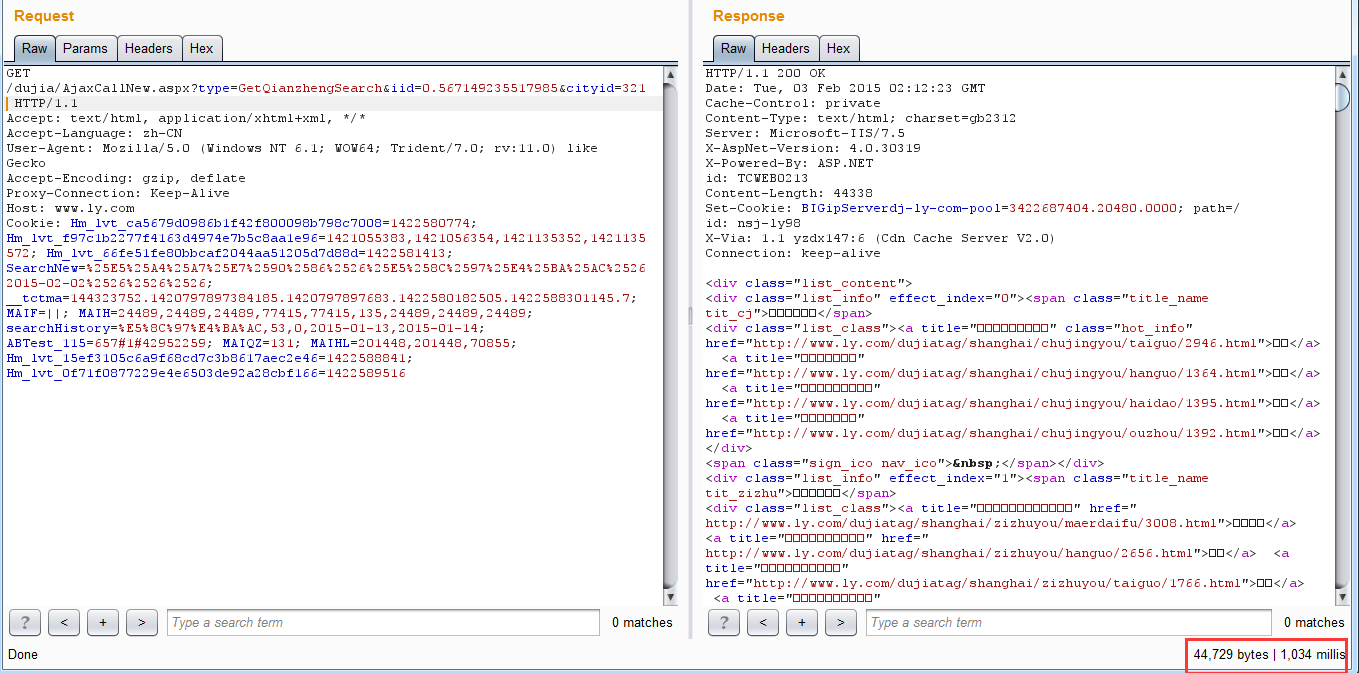 Request
Raw Params Headers Hex
GET
/dujia/AjaxCallNew.aspx?type=GetQianzhengSearch&iid=0.567149235517985&cityid=321
HTTP/1.1
Accept: text/html, application/xhtml+xml, */*
Accept-Language: zh-CN
User-Agent: Mozilla/5.0 (Windows NT 6.1; WOW64; Trident/7.0; rv:11.0) like
Gecko
Accept-Encoding: gzip, deflate
Proxy-Connection: Keep-Alive
Host: www.ly.com
Cookie: Hm_lvt_ca5679d0986b1f42f800098b798c7008=1422580774;
Hm_lvt_f97c1b2277f4163d4974e7b5c8aa1e96=1421055383,1421056354,1421135352,1421135
572; Hm_lvt_66fe51fe80bbcaf2044aa51205d7d88d=1422581413;
SearchNew=%25E5%25A4%25A7%25E7%2590%2586%2526%25E5%258C%2597%25E4%25BA%25AC%2526
2015-02-02%2526%2526%2526;
__tctma=144323752.1420797897384185.1420797897683.1422580182505.1422588301145.7;
MAIF=||; MAIH=24489,24489,24489,77415,77415,135,24489,24489,24489;
searchHistory=%E5%8C%97%E4%BA%AC,53,0,2015-01-13,2015-01-14;
ABTest_115=657#1#42952259; MAIQZ=131; MAIHL=201448,201448,70855;
Hm_lvt_15ef3105c6a9f68cd7c3b8617aec2e46=1422588841;
Hm_lvt_0f71f0877229e4e6503de92a28cbf166=1422589516
? < + > Type a search term 0 matches
Done
Response
Raw Headers Hex
HTTP/1.1 200 OK
Date: Tue, 03 Feb 2015 02:12:23 GMT
Cache-Control: private
Content-Type: text/html; charset=gb2312
Server: Microsoft-IIS/7.5
X-AspNet-Version: 4.0.30319
X-Powered-By: ASP.NET
id: TCWEB0213
Content-Length: 44338
Set-Cookie: BIGipServerdj-ly-com-pool=3422687404.20480.0000; path=/
id: nsj-ly98
X-Via: 1.1 yzdx147:6 (Cdn Cache Server V2.0)
Connection: keep-alive
<div class="list_content">
<div class="list_info" effect_index="0"><span class="title_name
tit_cj">□□□□□□</span>
<div class="list_class"><a title="□□□□□□□□□" class="hot_info"
href="http://www.ly.com/dujiatag/shanghai/chujingyou/taiguo/2946.html">□□</a>
<a title="□□□□□□□"
href="http://www.ly.com/dujiatag/shanghai/chujingyou/hanguo/1364.html">□□</a>
<a title="□□□□□□□□□"
href="http://www.ly.com/dujiatag/shanghai/chujingyou/haidao/1395.html">□□</a>
<a title="□□□□□□□"
href="http://www.ly.com/dujiatag/shanghai/chujingyou/ouzhou/1392.html">□□</a>
</div>
<span class="sign_ico nav_ico">&nbsp;</span></div>
<div class="list_info" effect_index="1"><span class="title_name
tit_zizhu">□□□□□□</span>
<div class="list_class"><a title="□□□□□□□□□□□□" href="
http://www.ly.com/dujiatag/shanghai/zizhuyou/maerdaifu/3008.html">□□□□</a>
<a title="□□□□□□□□□□" href="
http://www.ly.com/dujiatag/shanghai/zizhuyou/hanguo/2656.html">□□</a> <a
title="□□□□□□□□□□"
href="http://www.ly.com/dujiatag/shanghai/zizhuyou/taiguo/1766.html">□□</a>
<a title="□□□□□□□□□□"
? < + > Type a search term 0 matches
44,729 bytes | 1,034 millis